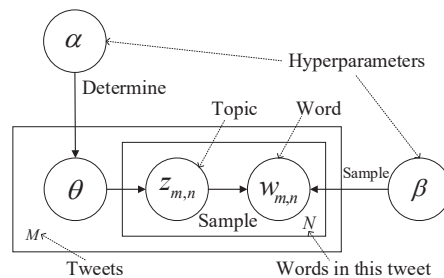 α
Hyperparameters
Determine
Topic
Word
θ
z_{m,n}
w_{m,n}
Sample
β
Sample
M
N
Tweets
Words in this tweet